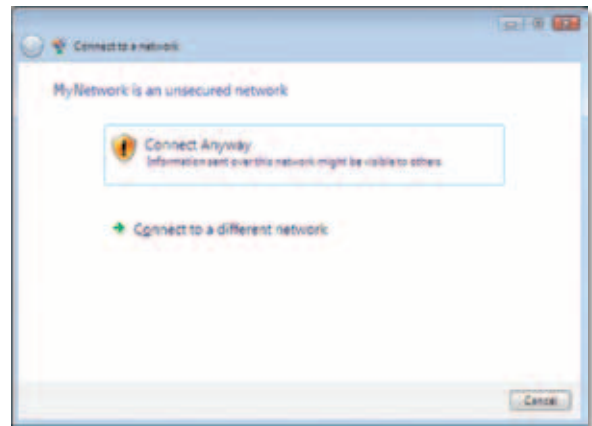 Connect to a network
MyNetwork is an unsecured network
Connect Anyway
Information sent over this network might be visible to others
Connect to a different network
Cancel